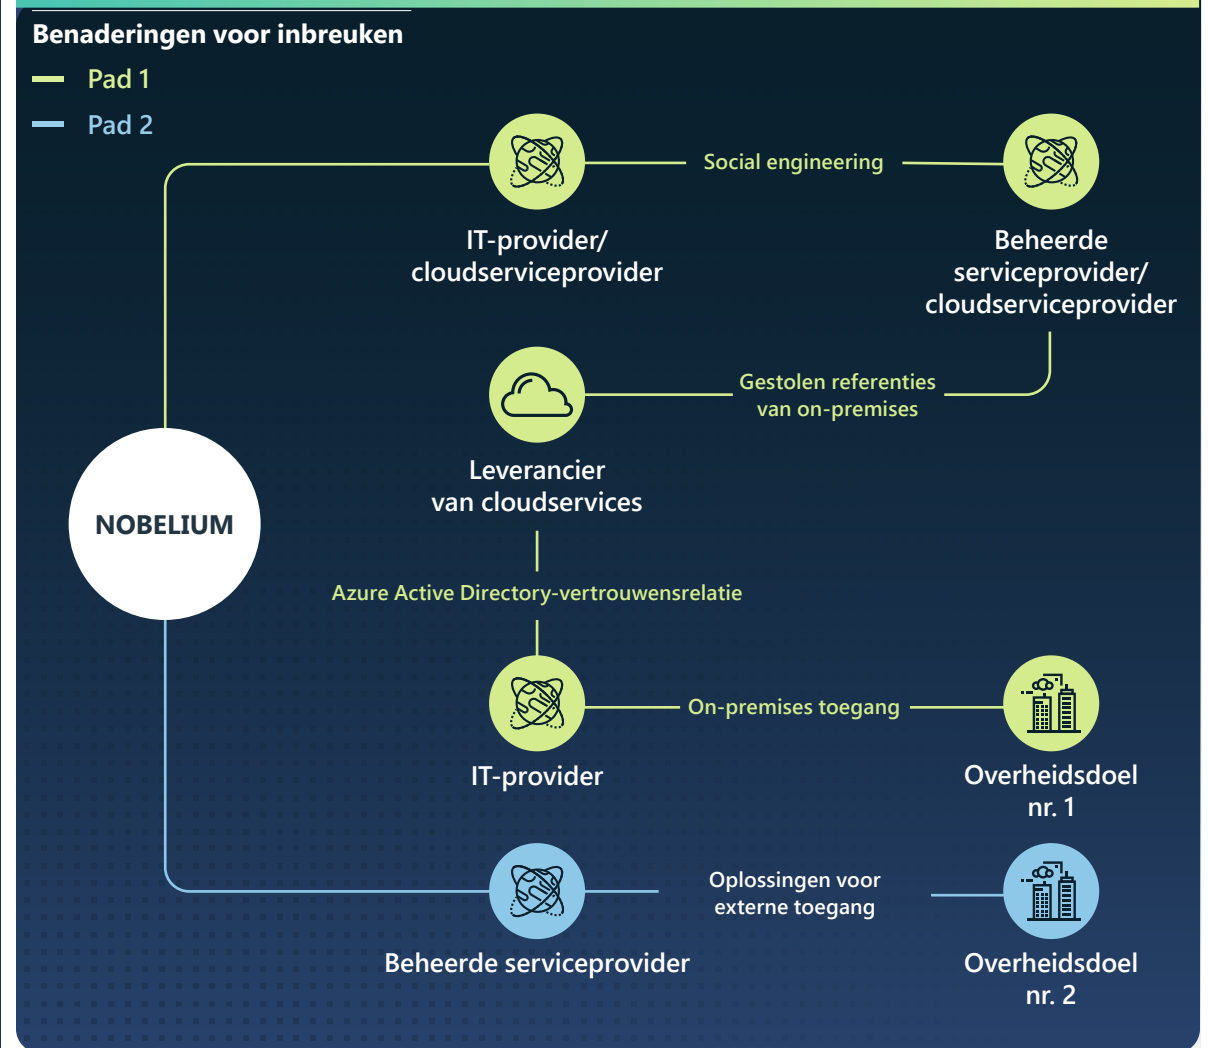 Benaderingen voor inbreuken
Pad 1
Pad 2
Social engineering
IT-provider/
cloudserviceprovider
Beheerde
serviceprovider/
cloudserviceprovider
Gestolen referenties
van on-premises
Leverancier
van cloudservices
NOBELIUM
Azure Active Directory-vertrouwensrelatie
On-premises toegang
IT-provider
Overheidsdoel
nr. 1
Oplossingen voor
externe toegang
Beheerde serviceprovider
Overheidsdoel
nr. 2